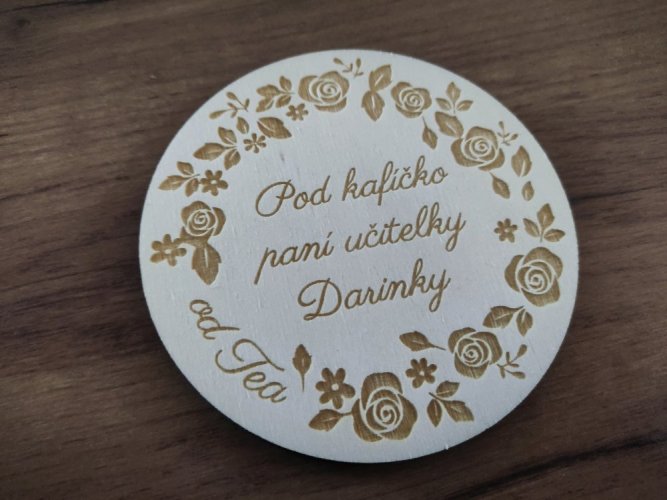 Pod kafíčko
paní učitelky
Darinky
od Tea